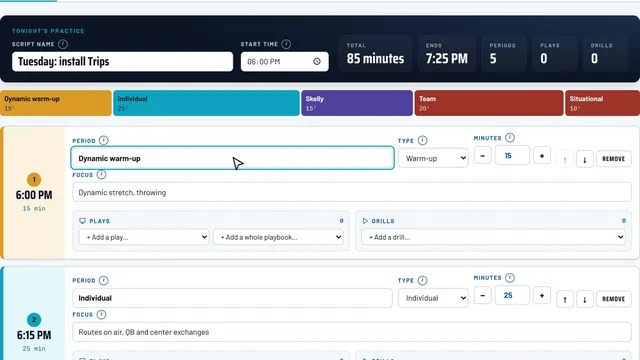 TONIGHT'S PRACTICE
SCRIPT NAME i
Tuesday: install Trips
START TIME i
06:00 PM
TOTAL
85 minutes
ENDS
7:25 PM
PERIODS
5
PLAYS
0
DRILLS
0
Dynamic warm-up
15'
Individual
25'
Skelly
15'
Team
20'
Situational
10'
1
6:00 PM
15 min
PERIOD i
Dynamic warm-up
TYPE i
Warm-up
MINUTES i
− 15 +
↑ ↓ REMOVE
FOCUS i
Dynamic stretch, throwing
PLAYS 0
+ Add a play...
+ Add a whole playbook...
DRILLS 0
+ Add a drill...
2
6:15 PM
25 min
PERIOD i
Individual
TYPE i
Individual
MINUTES i
− 25 +
↑ ↓ REMOVE
FOCUS i
Routes on air, QB and center exchanges
PLAYS 0
DRILLS 0